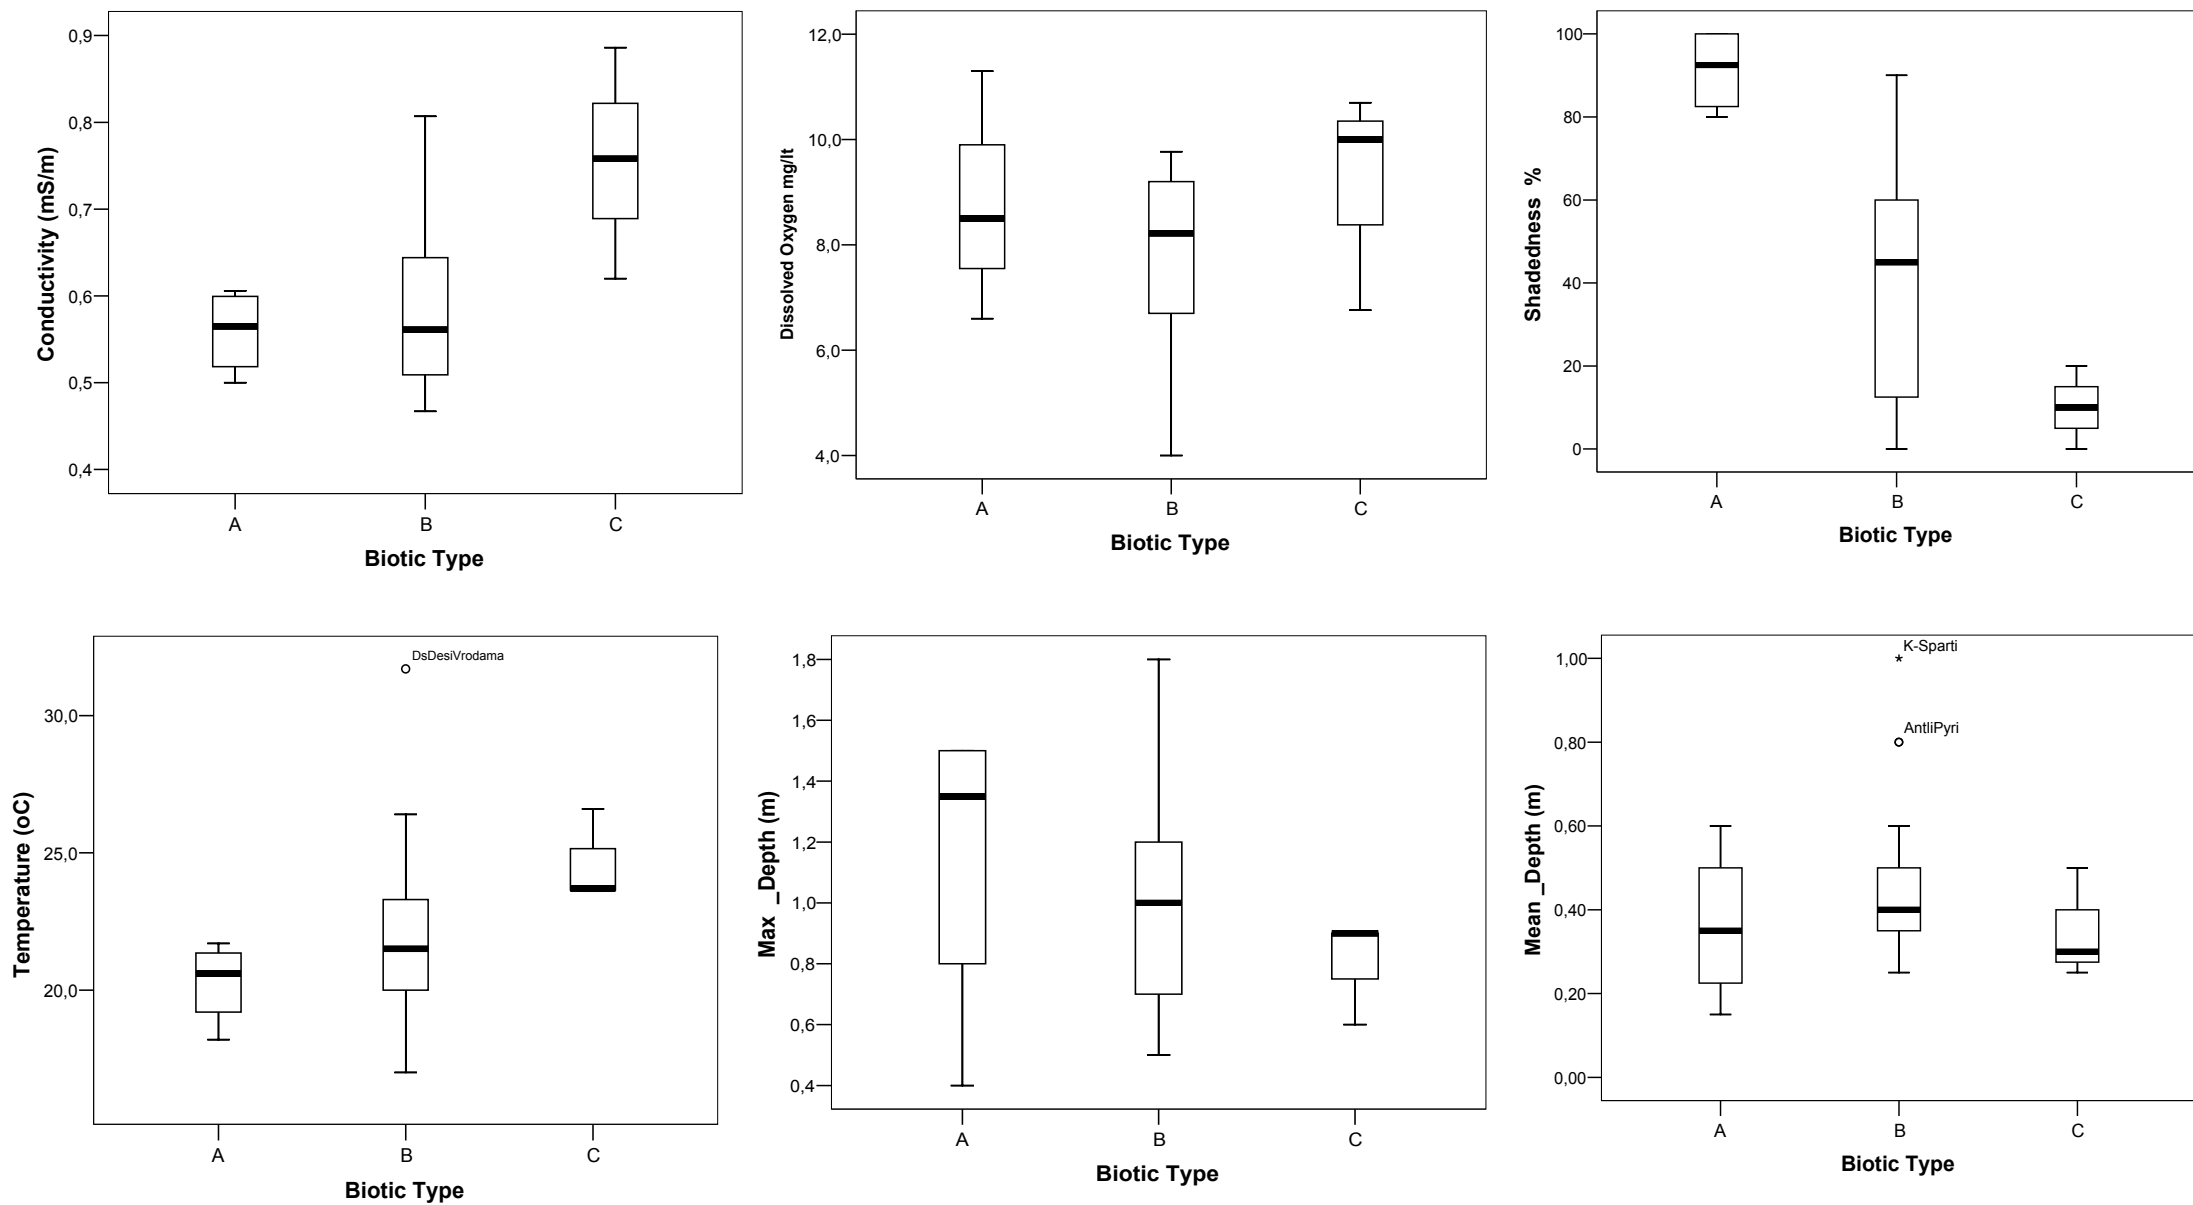 Conductivity (mS/m)
0,9
0,8
0,7
0,6
0,5
0,4
A B C
Biotic Type
Dissolved Oxygen mg/lt
12,0
10,0
8,0
6,0
4,0
A B C
Biotic Type
Shadedness %
100
80
60
40
20
0
A B C
Biotic Type
Temperature (oC)
30,0
25,0
20,0
DsDesiVrodama
A B C
Biotic Type
Max _Depth (m)
1,8
1,6
1,4
1,2
1,0
0,8
0,6
0,4
A B C
Biotic Type
Mean _Depth (m)
1,00
0,80
0,60
0,40
0,20
0,00
K-Sparti
AntliPyri
A B C
Biotic Type